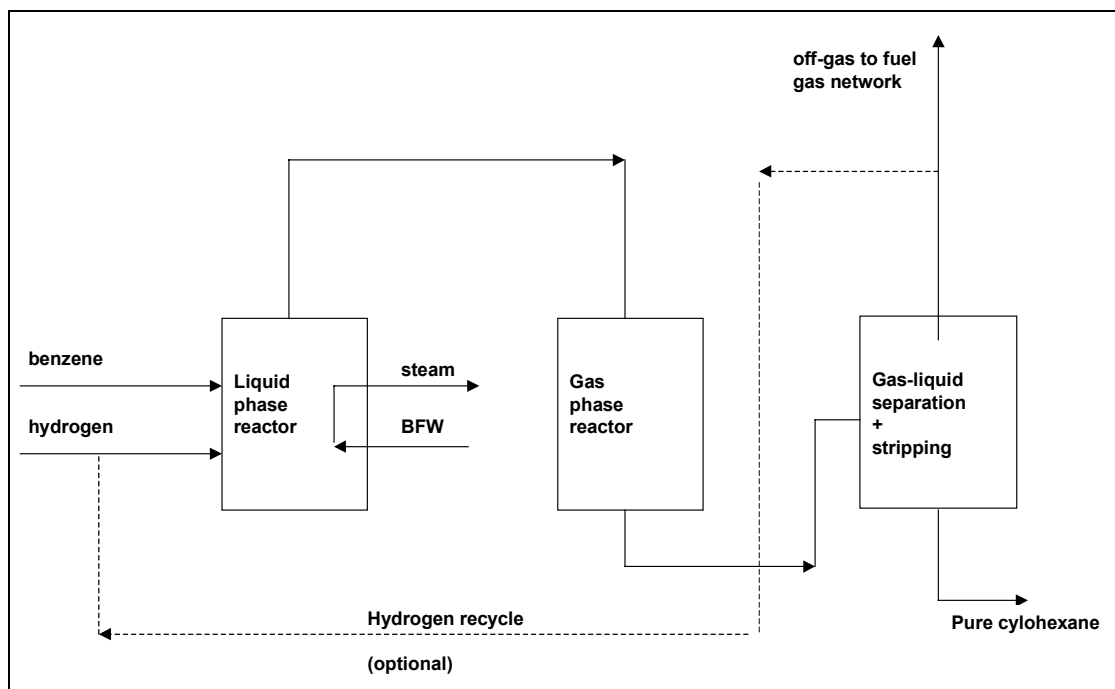 off-gas to fuel
gas network
benzene
hydrogen
Liquid
phase
reactor
steam
BFW
Gas
phase
reactor
Gas-liquid
separation
+
stripping
Hydrogen recycle
(optional)
Pure cylohexane